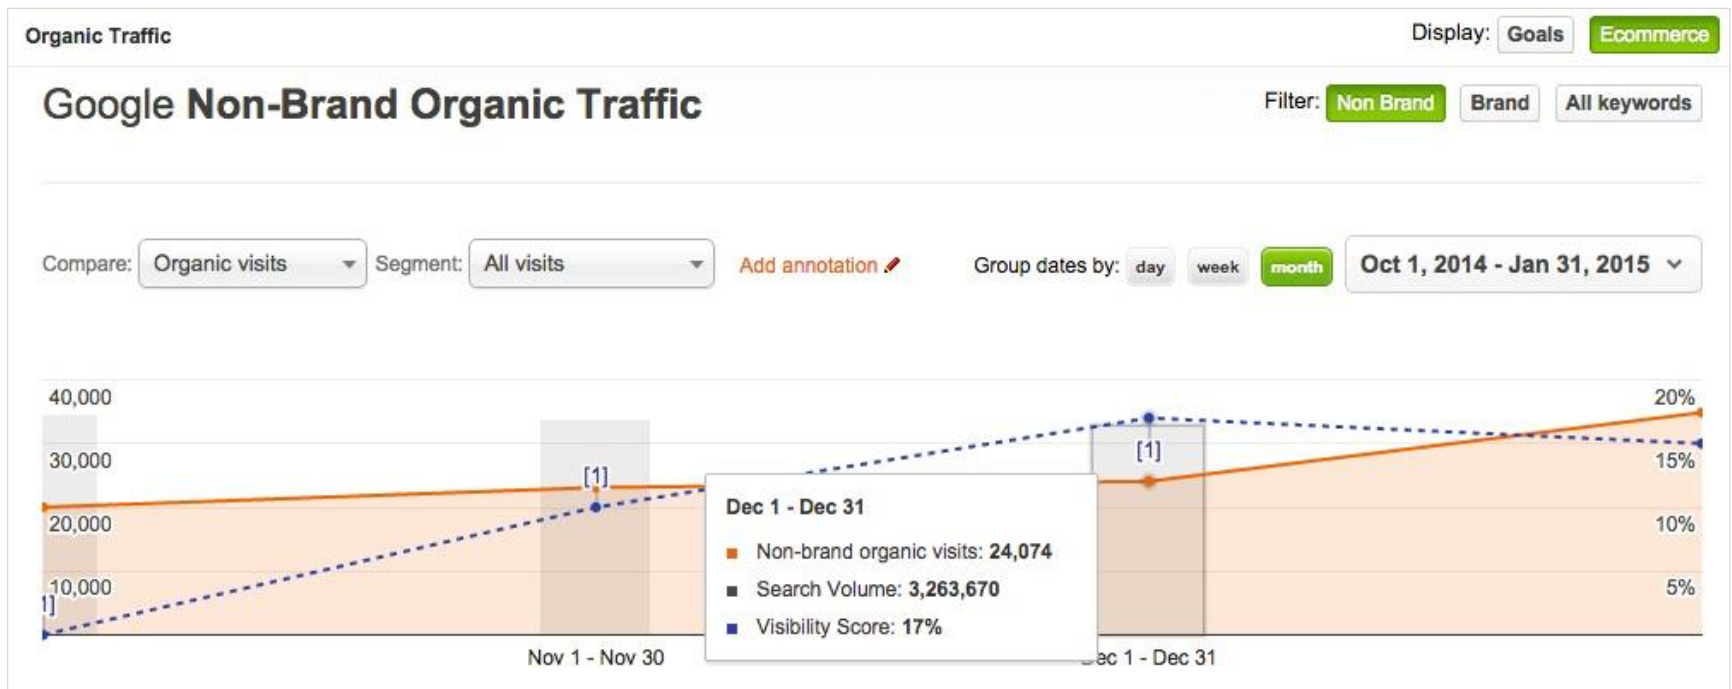 Organic Traffic
Display: Goals Ecommerce
Google Non-Brand Organic Traffic
Filter: Non Brand Brand All keywords
Compare: Organic visits Segment: All visits Add annotation Group dates by: day week month Oct 1, 2014 - Jan 31, 2015
40,000 20%
30,000 15%
20,000 10%
10,000 5%
[1]
[1]
1]
Dec 1 - Dec 31
Non-brand organic visits: 24,074
Search Volume: 3,263,670
Visibility Score: 17%
Nov 1 - Nov 30 Dec 1 - Dec 31